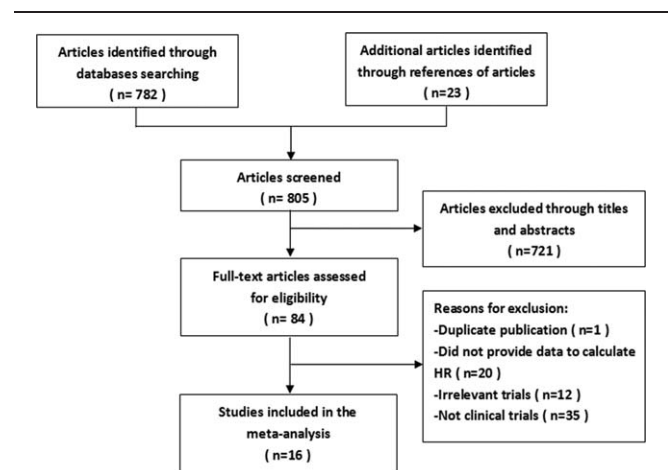 Articles identified through
databases searching
( n= 782)
Additional articles identified
through references of articles
( n=23 )
Articles screened
( n= 805 )
Articles excluded through titles
and abstracts
( n=721 )
Full-text articles assessed
for eligibility
( n= 84 )
Reasons for exclusion:
-Duplicate publication ( n=1 )
-Did not provide data to calculate
HR ( n=20 )
-Irrelevant trials ( n=12 )
-Not clinical trials ( n=35 )
Studies included in the
meta-analysis
( n=16 )